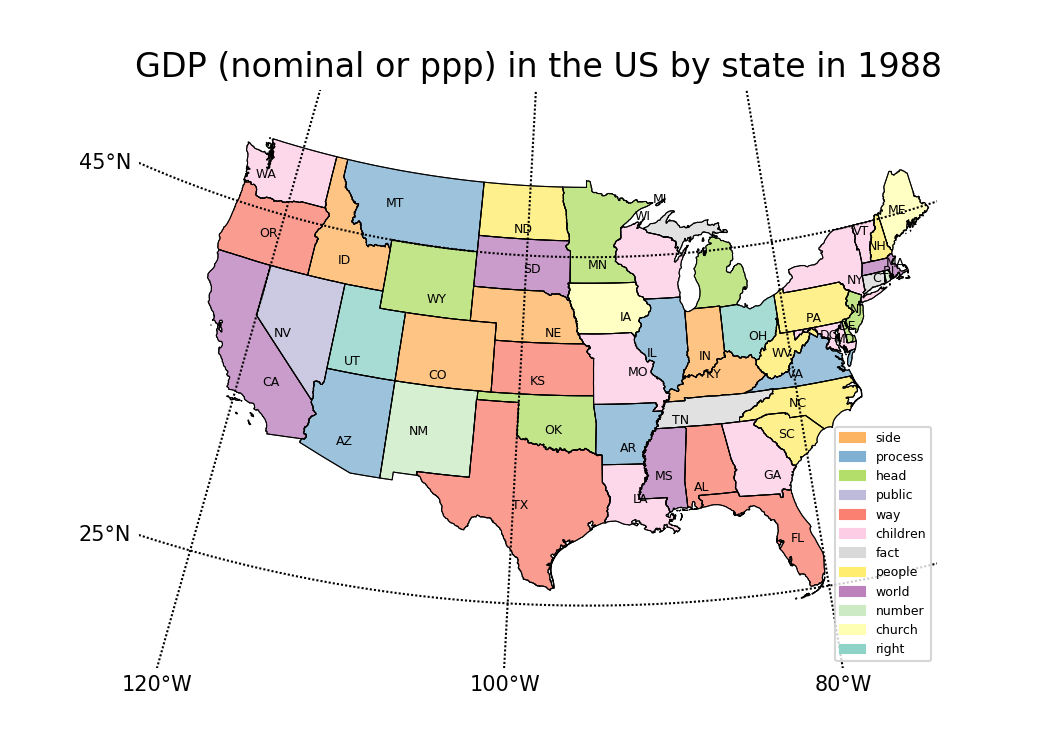 GDP (nominal or ppp) in the US by state in 1988
45°N
25°N
120°W
100°W
80°W
WA
OR
CA
NV
ID
MT
WY
UT
AZ
CO
NM
ND
SD
NE
KS
OK
TX
MN
IA
MO
AR
LA
WI
MI
IL
IN
OH
KY
TN
MS
AL
GA
FL
SC
NC
VA
WV
PA
NY
VT
NH
ME
MA
RI
CT
NJ
DE
MD
DC
side
process
head
public
way
children
fact
people
world
number
church
right